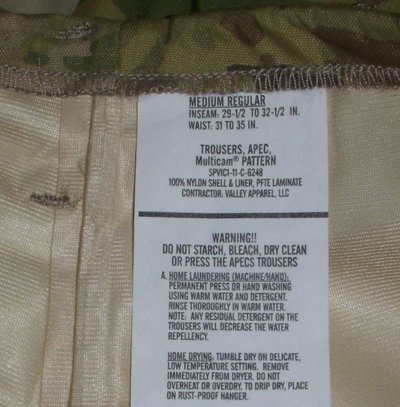 MEDIUM REGULAR
INSEAM: 29-1/2 TO 32-1/2 IN.
WAIST: 31 TO 35 IN.
TROUSERS, APEC,
Multicam® PATTERN
SPVIC1-11-C-6248
100% NYLON SHELL & LINER, PFTE LAMINATE
CONTRACTOR: VALLEY APPAREL, LLC
WARNING!!
DO NOT STARCH, BLEACH, DRY CLEAN
OR PRESS THE APECS TROUSERS
A. HOME LAUNDERING (MACHINE/HAND):
PERMANENT PRESS OR HAND WASHING
USING WARM WATER AND DETERGENT.
RINSE THOROUGHLY IN WARM WATER.
NOTE: ANY RESIDUAL DETERGENT ON THE
TROUSERS WILL DECREASE THE WATER
REPELLENCY.
HOME DRYING: TUMBLE DRY ON DELICATE,
LOW TEMPERATURE SETTING. REMOVE
IMMEDIATELY FROM DRYER. DO NOT
OVERHEAT OR OVERDRY. TO DRIP DRY, PLACE
ON RUST-PROOF HANGER.